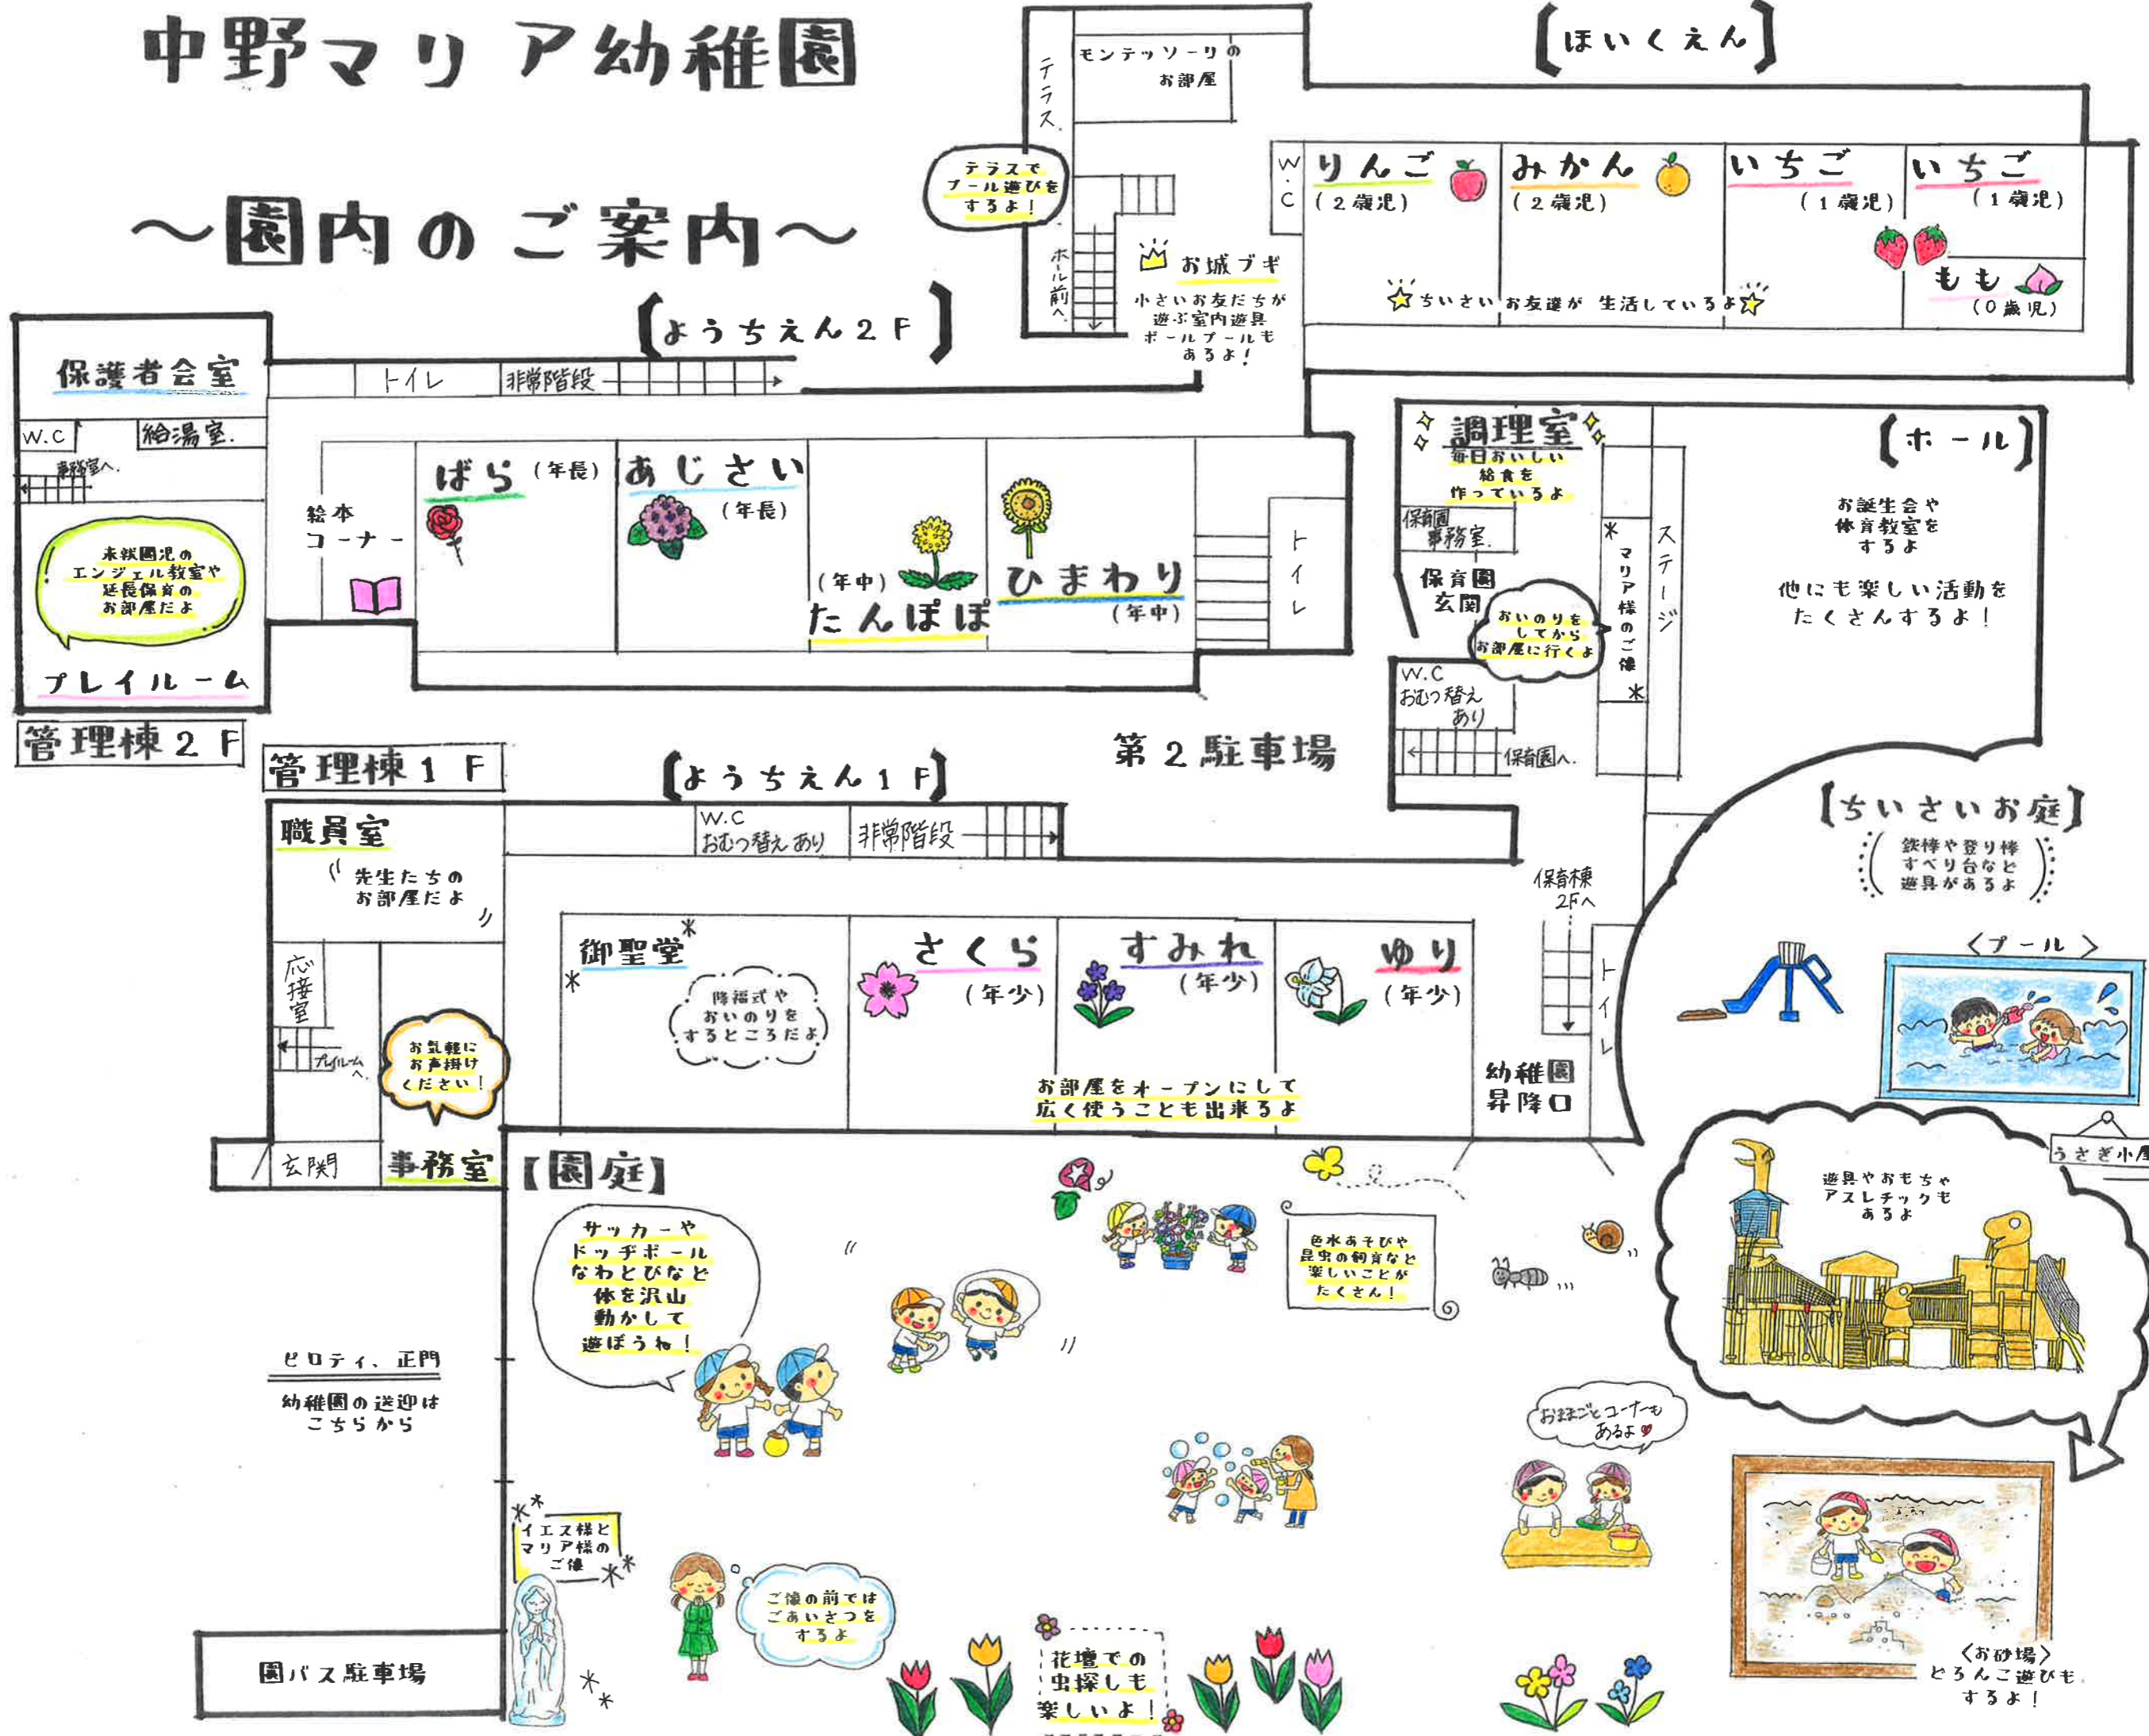 中野マリア幼稚園
～園内のご案内～
【ほいくえん】
テラス
モンテッソーリの
お部屋
テラスで
プール遊びを
するよ！
ホール前へ
お城ブギ
小さいお友だちが
遊ぶ室内遊具
ボールプールも
あるよ！
W.C
りんご
(2歳児)
みかん
(2歳児)
いちご
(1歳児)
いちご
(1歳児)
もも
(0歳児)
ちいさいお友達が生活しているよ
【ようちえん2F】
保護者会室
W.C
給湯室.
事務室へ.
未就園児の
エンジェル教室や
延長保育の
お部屋だよ
プレイルーム
管理棟2F
トイレ
非常階段
絵本
コーナー
ばら (年長)
あじさい
(年長)
(年中)
たんぽぽ
ひまわり
(年中)
トイレ
調理室
毎日おいしい
給食を
作っているよ
保育園
事務室.
保育園
玄関
おいのりを
してから
お部屋に行くよ
マリア様のご像
ステージ
W.C
おむつ替え
あり
保育園へ.
【ホール】
お誕生会や
体育教室を
するよ
他にも楽しい活動を
たくさんするよ！
第2駐車場
管理棟1F
【ようちえん1F】
職員室
先生たちの
お部屋だよ
応接室
プレイルームへ.
お気軽に
お声掛け
ください！
玄関
事務室
W.C
おむつ替えあり
非常階段
御聖堂
降福式や
おいのりを
するところだよ
さくら
(年少)
すみれ
(年少)
ゆり
(年少)
お部屋をオープンにして
広く使うことも出来るよ
保育棟
2Fへ
トイレ
幼稚園
昇降口
【ちいさいお庭】
鉄棒や登り棒
すべり台など
遊具があるよ
〈プール〉
うさぎ小屋
遊具やおもちゃ
アスレチックも
あるよ
【園庭】
サッカーや
ドッヂボール
なわとびなど
体を沢山
動かして
遊ぼうね！
色水あそびや
昆虫の飼育など
楽しいことが
たくさん！
ピロティ、正門
幼稚園の送迎は
こちらから
おままごとコーナーも
あるよ
イエス様と
マリア様の
ご像
ご像の前では
ごあいさつを
するよ
園バス駐車場
花壇での
虫探しも
楽しいよ！
〈お砂場〉
どろんこ遊びも
するよ！